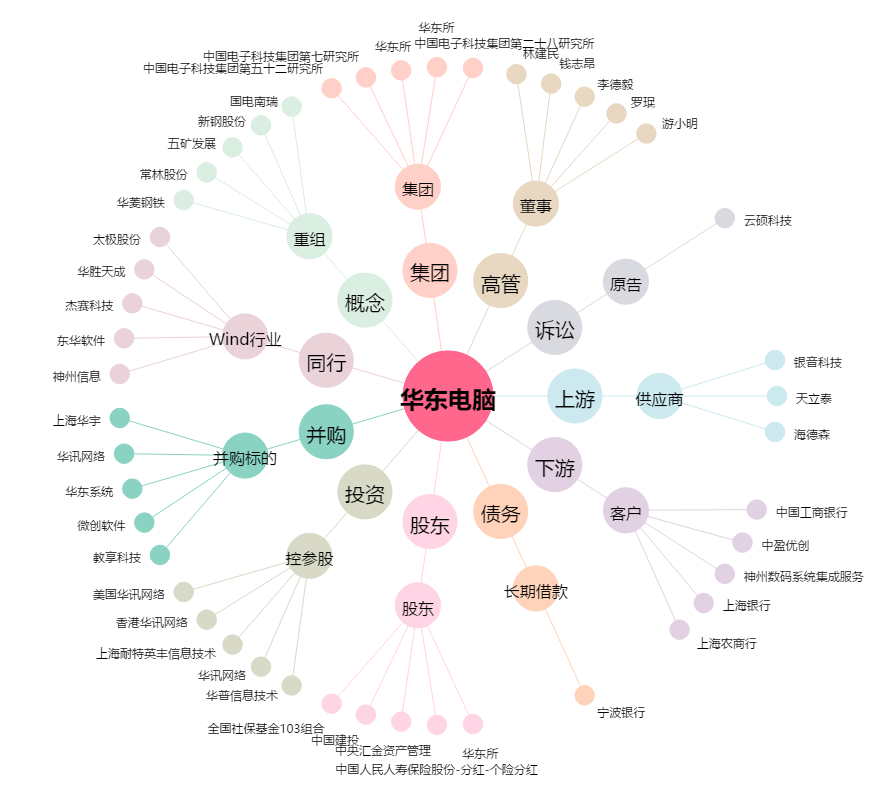 华东所
中国电子科技集团第二十八研究所
华东所
中国电子科技集团第七研究所
中国电子科技集团第五十二研究所
林建民
钱志昂
李德毅
罗珉
游小明
国电南瑞
新钢股份
五矿发展
常林股份
华菱钢铁
集团
董事
重组
云硕科技
太极股份
华胜天成
杰赛科技
东华软件
神州信息
集团
高管
原告
概念
诉讼
Wind行业
同行
华东电脑
上游
供应商
银音科技
天立泰
海德森
上海华宇
华讯网络
华东系统
微创软件
教享科技
并购
并购标的
下游
投资
股东
债务
客户
中国工商银行
中盈优创
神州数码系统集成服务
上海银行
上海农商行
控参股
长期借款
股东
美国华讯网络
香港华讯网络
上海耐特英丰信息技术
华讯网络
华普信息技术
宁波银行
全国社保基金103组合
中国建投
中央汇金资产管理
华东所
中国人民人寿保险股份-分红-个险分红